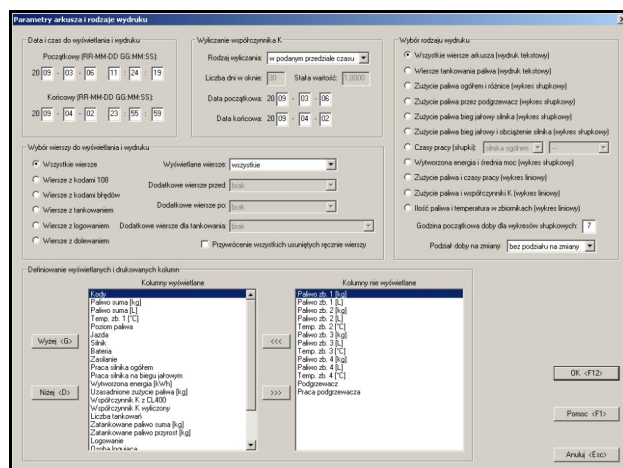 Parametry arkusza i rodzaje wydruku
Data i czas do wyświetlania i wydruku
Początkowy (RR-MM-DD GG:MM:SS):
20 09 - 03 - 06 11 : 24 : 19
Końcowy (RR-MM-DD GG:MM:SS):
20 09 - 04 - 02 23 : 55 : 59
Wyliczanie współczynnika K
Rodzaj wyliczania: w podanym przedziale czasu
Liczba dni w oknie: 30 Stała wartość: 1,0000
Data początkowa: 20 09 - 03 - 06
Data końcowa: 20 09 - 04 - 02
Wybór rodzaju wydruku
Wszystkie wiersze arkusza (wydruk tekstowy)
Wiersze tankowania paliwa (wydruk tekstowy)
Zużycie paliwa ogółem i różnice (wykres słupkowy)
Zużycie paliwa przez podgrzewacz (wykres słupkowy)
Zużycie paliwa bieg jałowy silnika (wykres słupkowy)
Zużycie paliwa bieg jałowy i obciążenie silnika (wykres słupkowy)
Czasy pracy (słupki): silnika ogółem ---
Wytworzona energia i średnia moc (wykres słupkowy)
Zużycie paliwa i czasy pracy (wykres liniowy)
Zużycie paliwa i współczynniki K (wykres liniowy)
Ilość paliwa i temperatura w zbiornikach (wykres liniowy)
Godzina początkowa doby dla wykresów słupkowych: 7
Podział doby na zmiany: bez podziału na zmiany
Wybór wierszy do wyświetlania i wydruku
Wszystkie wiersze
Wiersze z kodami 108
Wiersze z kodami błędów
Wiersze z tankowaniem
Wiersze z logowaniem
Wiersze z dolewaniem
Wyświetlane wiersze: wszystkie
Dodatkowe wiersze przed: brak
Dodatkowe wiersze po: brak
Dodatkowe wiersze dla tankowania: brak
Przywrócenie wszystkich usuniętych ręcznie wierszy
Definiowanie wyświetlanych i drukowanych kolumn
Kolumny wyświetlane
Kody
Paliwo suma [kg]
Paliwo suma [L]
Temp. zb. 1 [°C]
Poziom paliwa
Jazda
Silnik
Bateria
Zasilanie
Praca silnika ogółem
Praca silnika na biegu jałowym
Wytworzona energia [kWh]
Uzasadnione zużycie paliwa [kg]
Współczynnik K z CL400
Współczynnik K wyliczony
Liczba tankowań
Zatankowane paliwo suma [kg]
Zatankowane paliwo przyrost [kg]
Logowanie
Osoba logująca
Wyżej <G>
Niżej <D>
<<<
>>>
Kolumny nie wyświetlane
Paliwo zb. 1 [kg]
Paliwo zb. 1 [L]
Paliwo zb. 2 [kg]
Paliwo zb. 2 [L]
Temp. zb. 2 [°C]
Paliwo zb. 3 [kg]
Paliwo zb. 3 [L]
Temp. zb. 3 [°C]
Paliwo zb. 4 [kg]
Paliwo zb. 4 [L]
Temp. zb. 4 [°C]
Podgrzewacz
Praca podgrzewacza
OK <F12>
Pomoc <F1>
Anuluj <Esc>